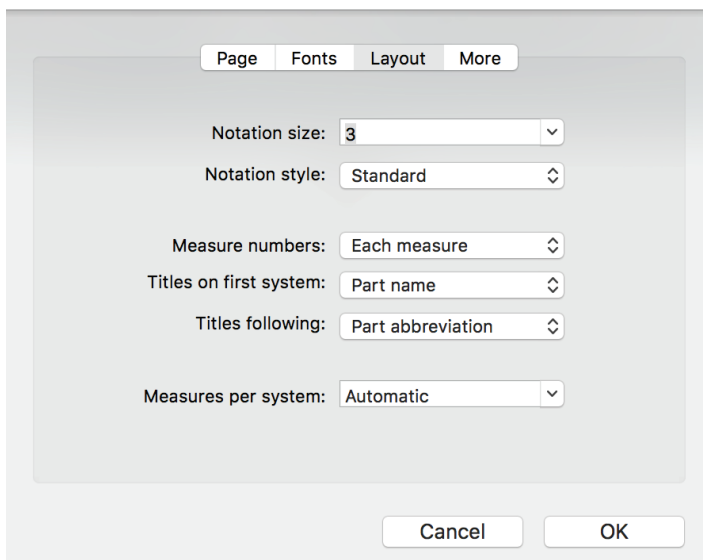 Page Fonts Layout More
Notation size: 3
Notation style: Standard
Measure numbers: Each measure
Titles on first system: Part name
Titles following: Part abbreviation
Measures per system: Automatic
Cancel OK